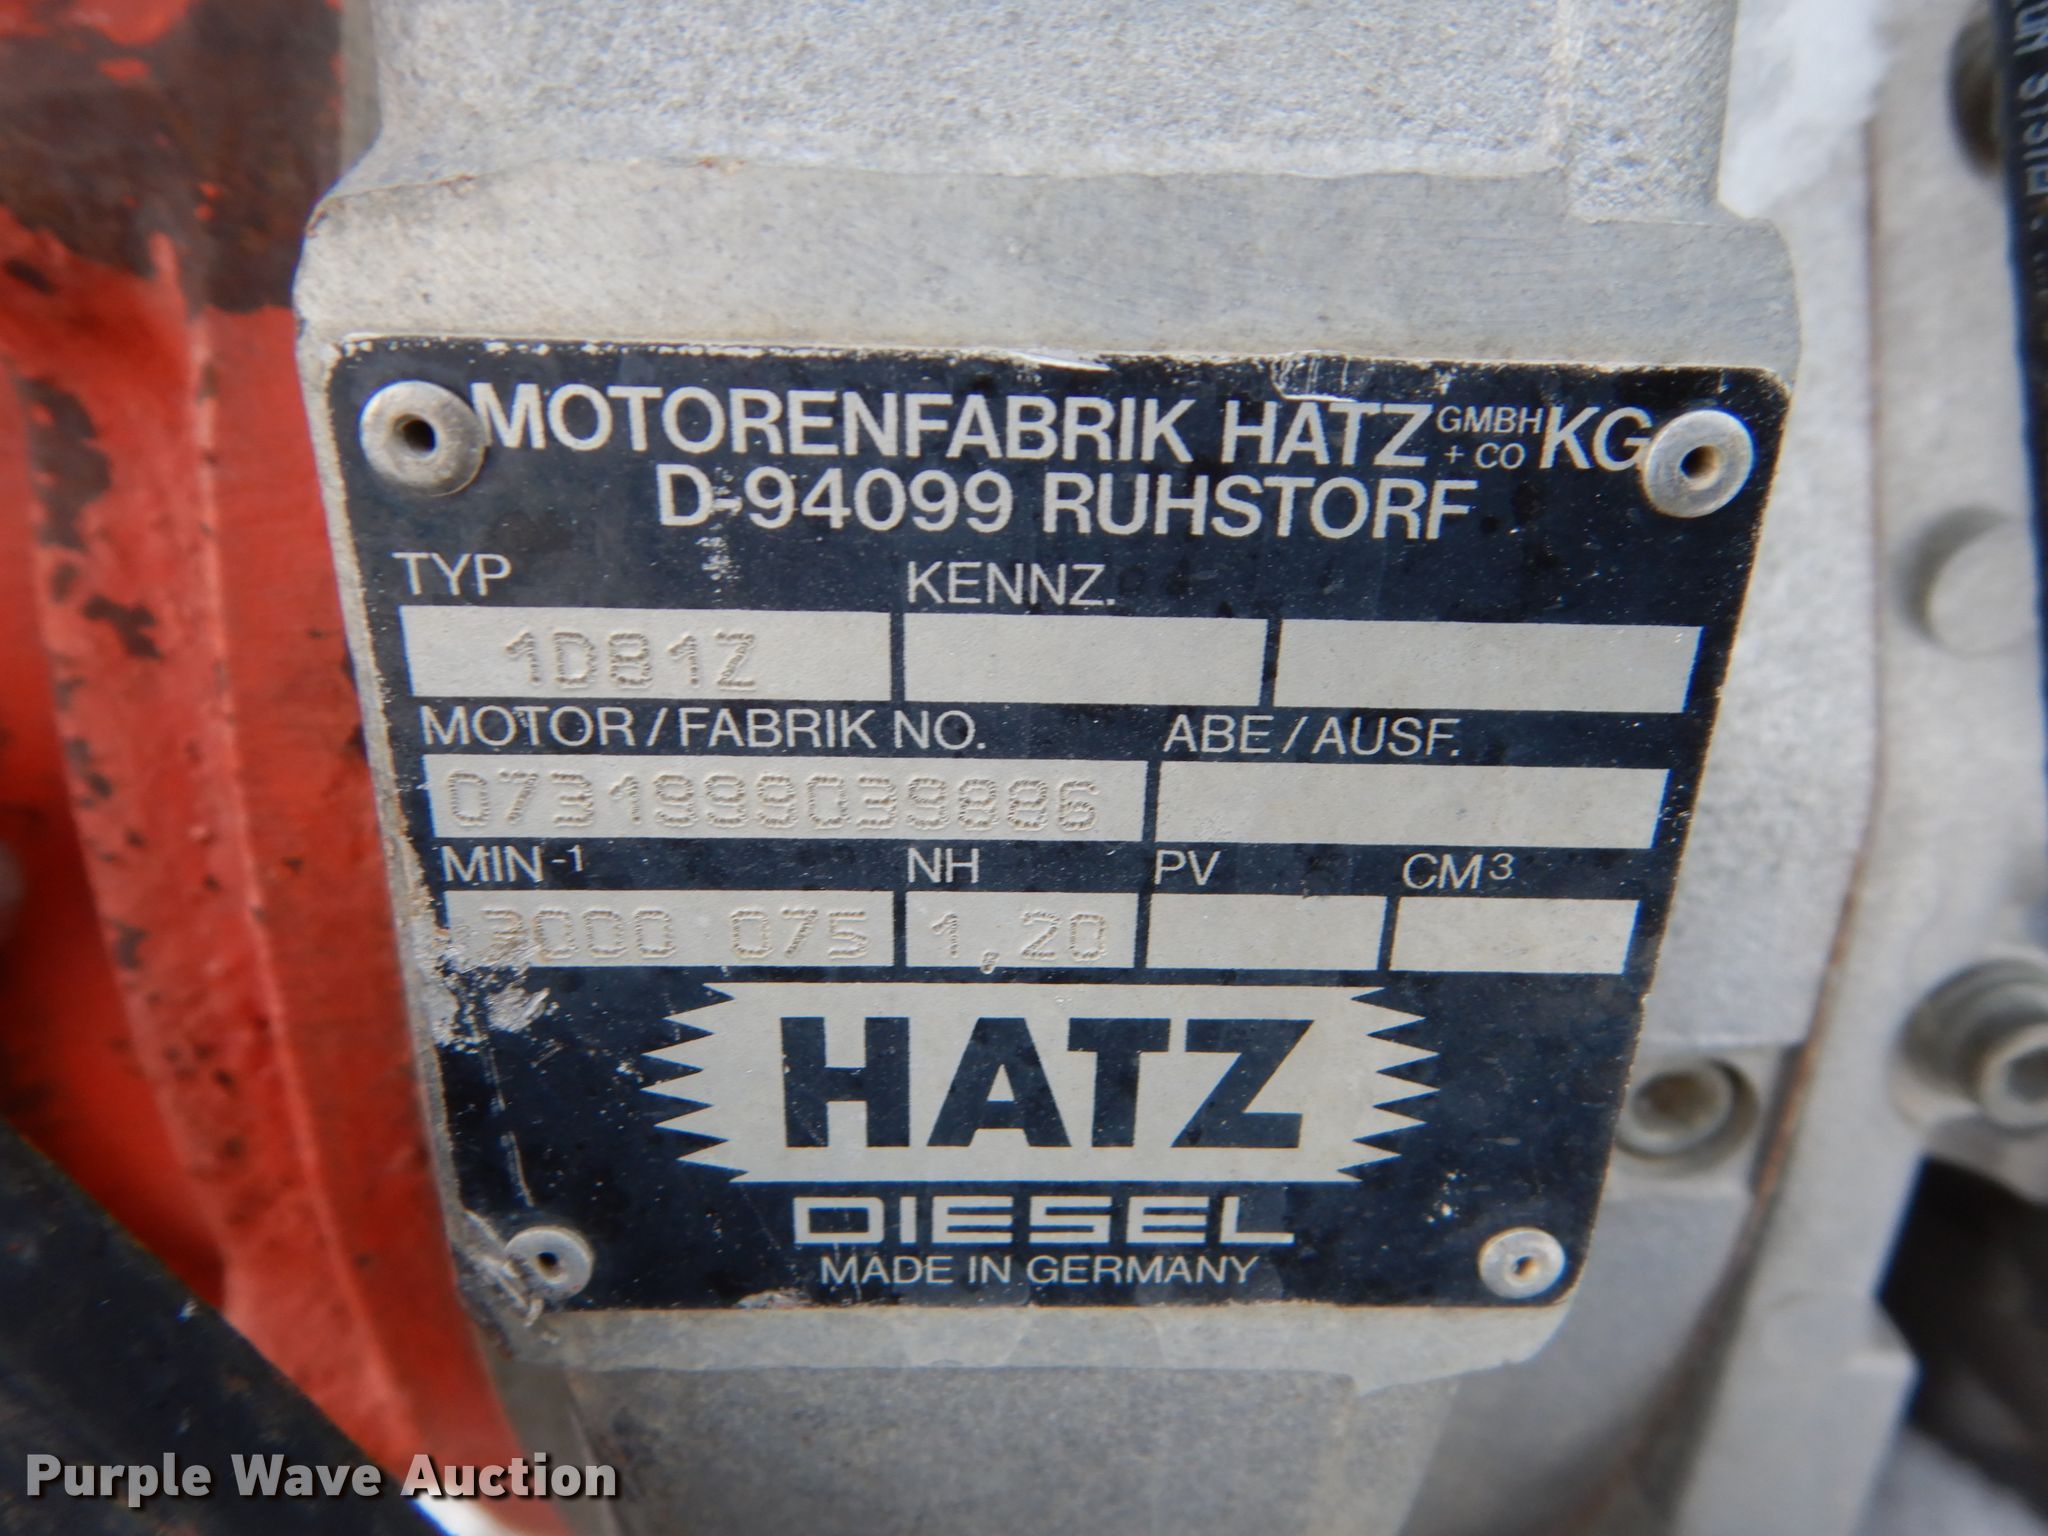 MOTORENFABRIK HATZ GMBH + CO KG
D-94099 RUHSTORF
TYP KENNZ.
1D81Z
MOTOR/FABRIK NO. ABE/AUSF.
MIN-1 NH PV CM3
075 1,20
HATZ
DIESEL
MADE IN GERMANY
Purple Wave Auction